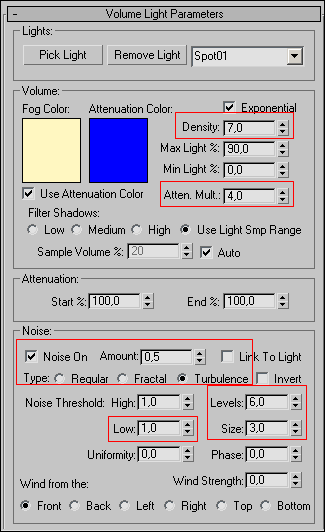 - Volume Light Parameters
Lights:
Pick Light Remove Light Spot01
Volume:
Fog Color: Attenuation Color: Exponential
Density: 7,0
Max Light %: 90,0
Min Light %: 0,0
Use Attenuation Color Atten. Mult.: 4,0
Filter Shadows:
Low Medium High Use Light Smp Range
Sample Volume %: 20 Auto
Attenuation:
Start %: 100,0 End %: 100,0
Noise:
Noise On Amount: 0,5 Link To Light
Type: Regular Fractal Turbulence Invert
Noise Threshold: High: 1,0 Levels: 6,0
Low: 1,0 Size: 3,0
Uniformity: 0,0 Phase: 0,0
Wind from the: Wind Strength: 0,0
Front Back Left Right Top Bottom